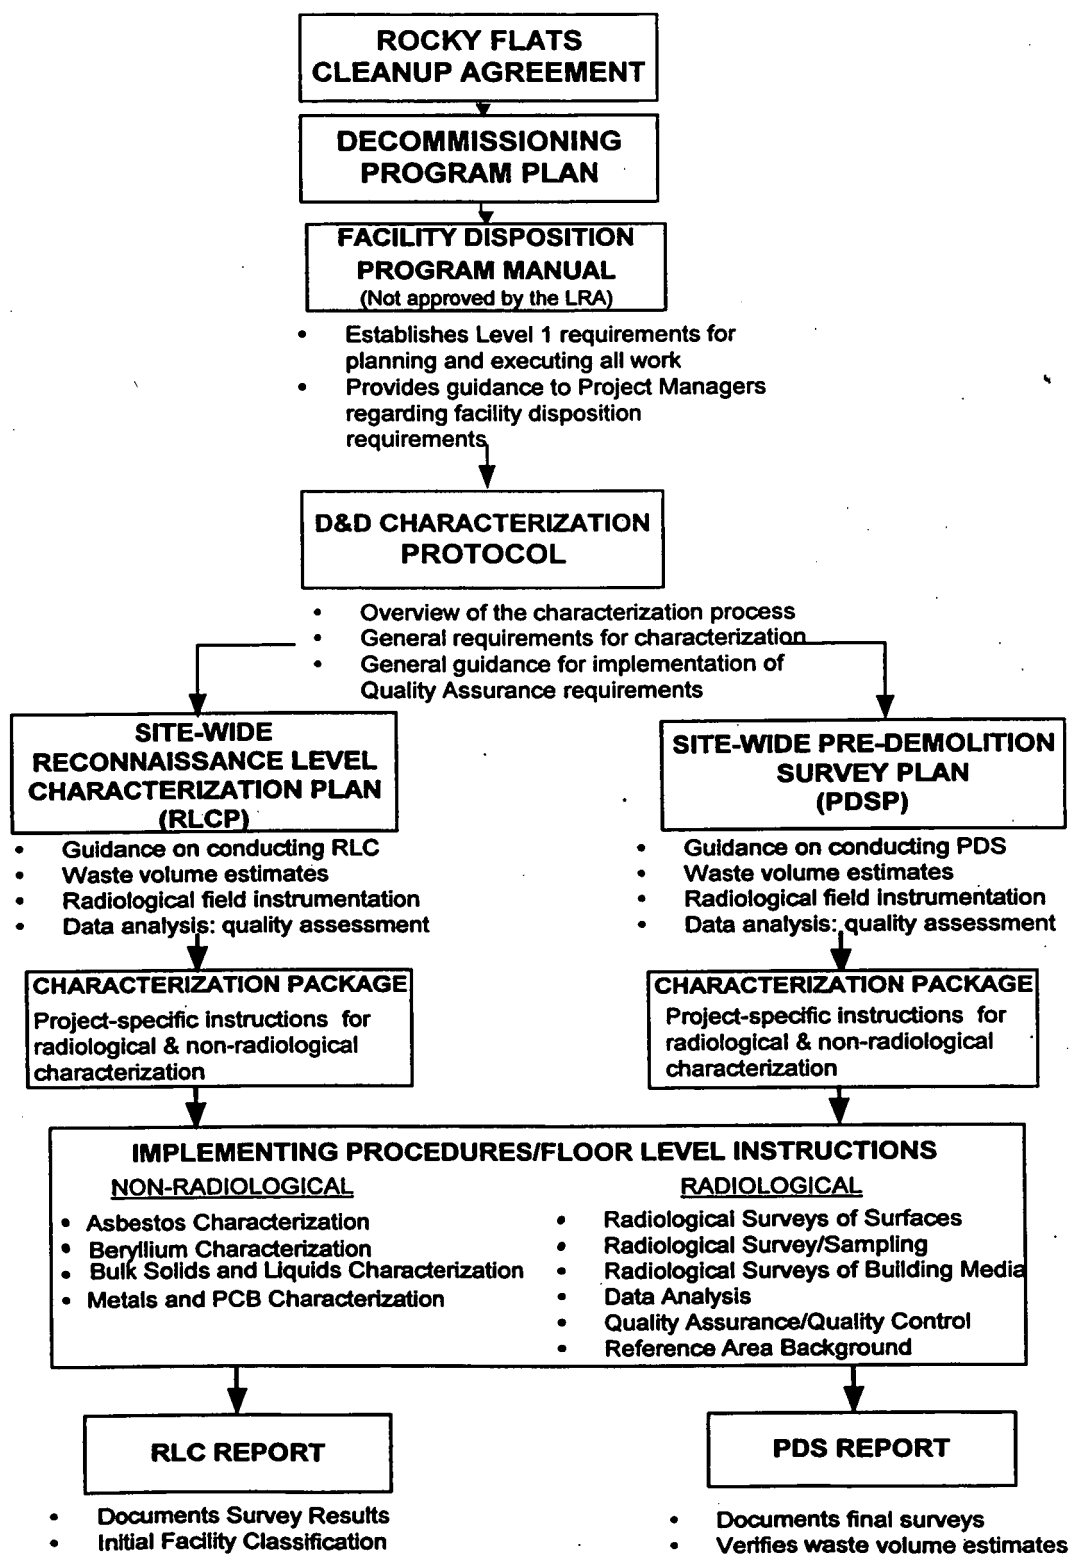 ROCKY FLATS
CLEANUP AGREEMENT
DECOMMISSIONING
PROGRAM PLAN
FACILITY DISPOSITION
PROGRAM MANUAL
(Not approved by the LRA)
• Establishes Level 1 requirements for
planning and executing all work
• Provides guidance to Project Managers
regarding facility disposition
requirements
D&D CHARACTERIZATION
PROTOCOL
• Overview of the characterization process
• General requirements for characterization
• General guidance for implementation of
Quality Assurance requirements
SITE-WIDE
RECONNAISSANCE LEVEL
CHARACTERIZATION PLAN
(RLCP)
• Guidance on conducting RLC
• Waste volume estimates
• Radiological field instrumentation
• Data analysis: quality assessment
SITE-WIDE PRE-DEMOLITION
SURVEY PLAN
(PDSP)
• Guidance on conducting PDS
• Waste volume estimates
• Radiological field instrumentation
• Data analysis: quality assessment
CHARACTERIZATION PACKAGE
Project-specific instructions for
radiological & non-radiological
characterization
CHARACTERIZATION PACKAGE
Project-specific instructions for
radiological & non-radiological
characterization
IMPLEMENTING PROCEDURES/FLOOR LEVEL INSTRUCTIONS
NON-RADIOLOGICAL
• Asbestos Characterization
• Beryllium Characterization
• Bulk Solids and Liquids Characterization
• Metals and PCB Characterization
RADIOLOGICAL
• Radiological Surveys of Surfaces
• Radiological Survey/Sampling
• Radiological Surveys of Building Media
• Data Analysis
• Quality Assurance/Quality Control
• Reference Area Background
RLC REPORT
• Documents Survey Results
• Initial Facility Classification
PDS REPORT
• Documents final surveys
• Verifies waste volume estimates